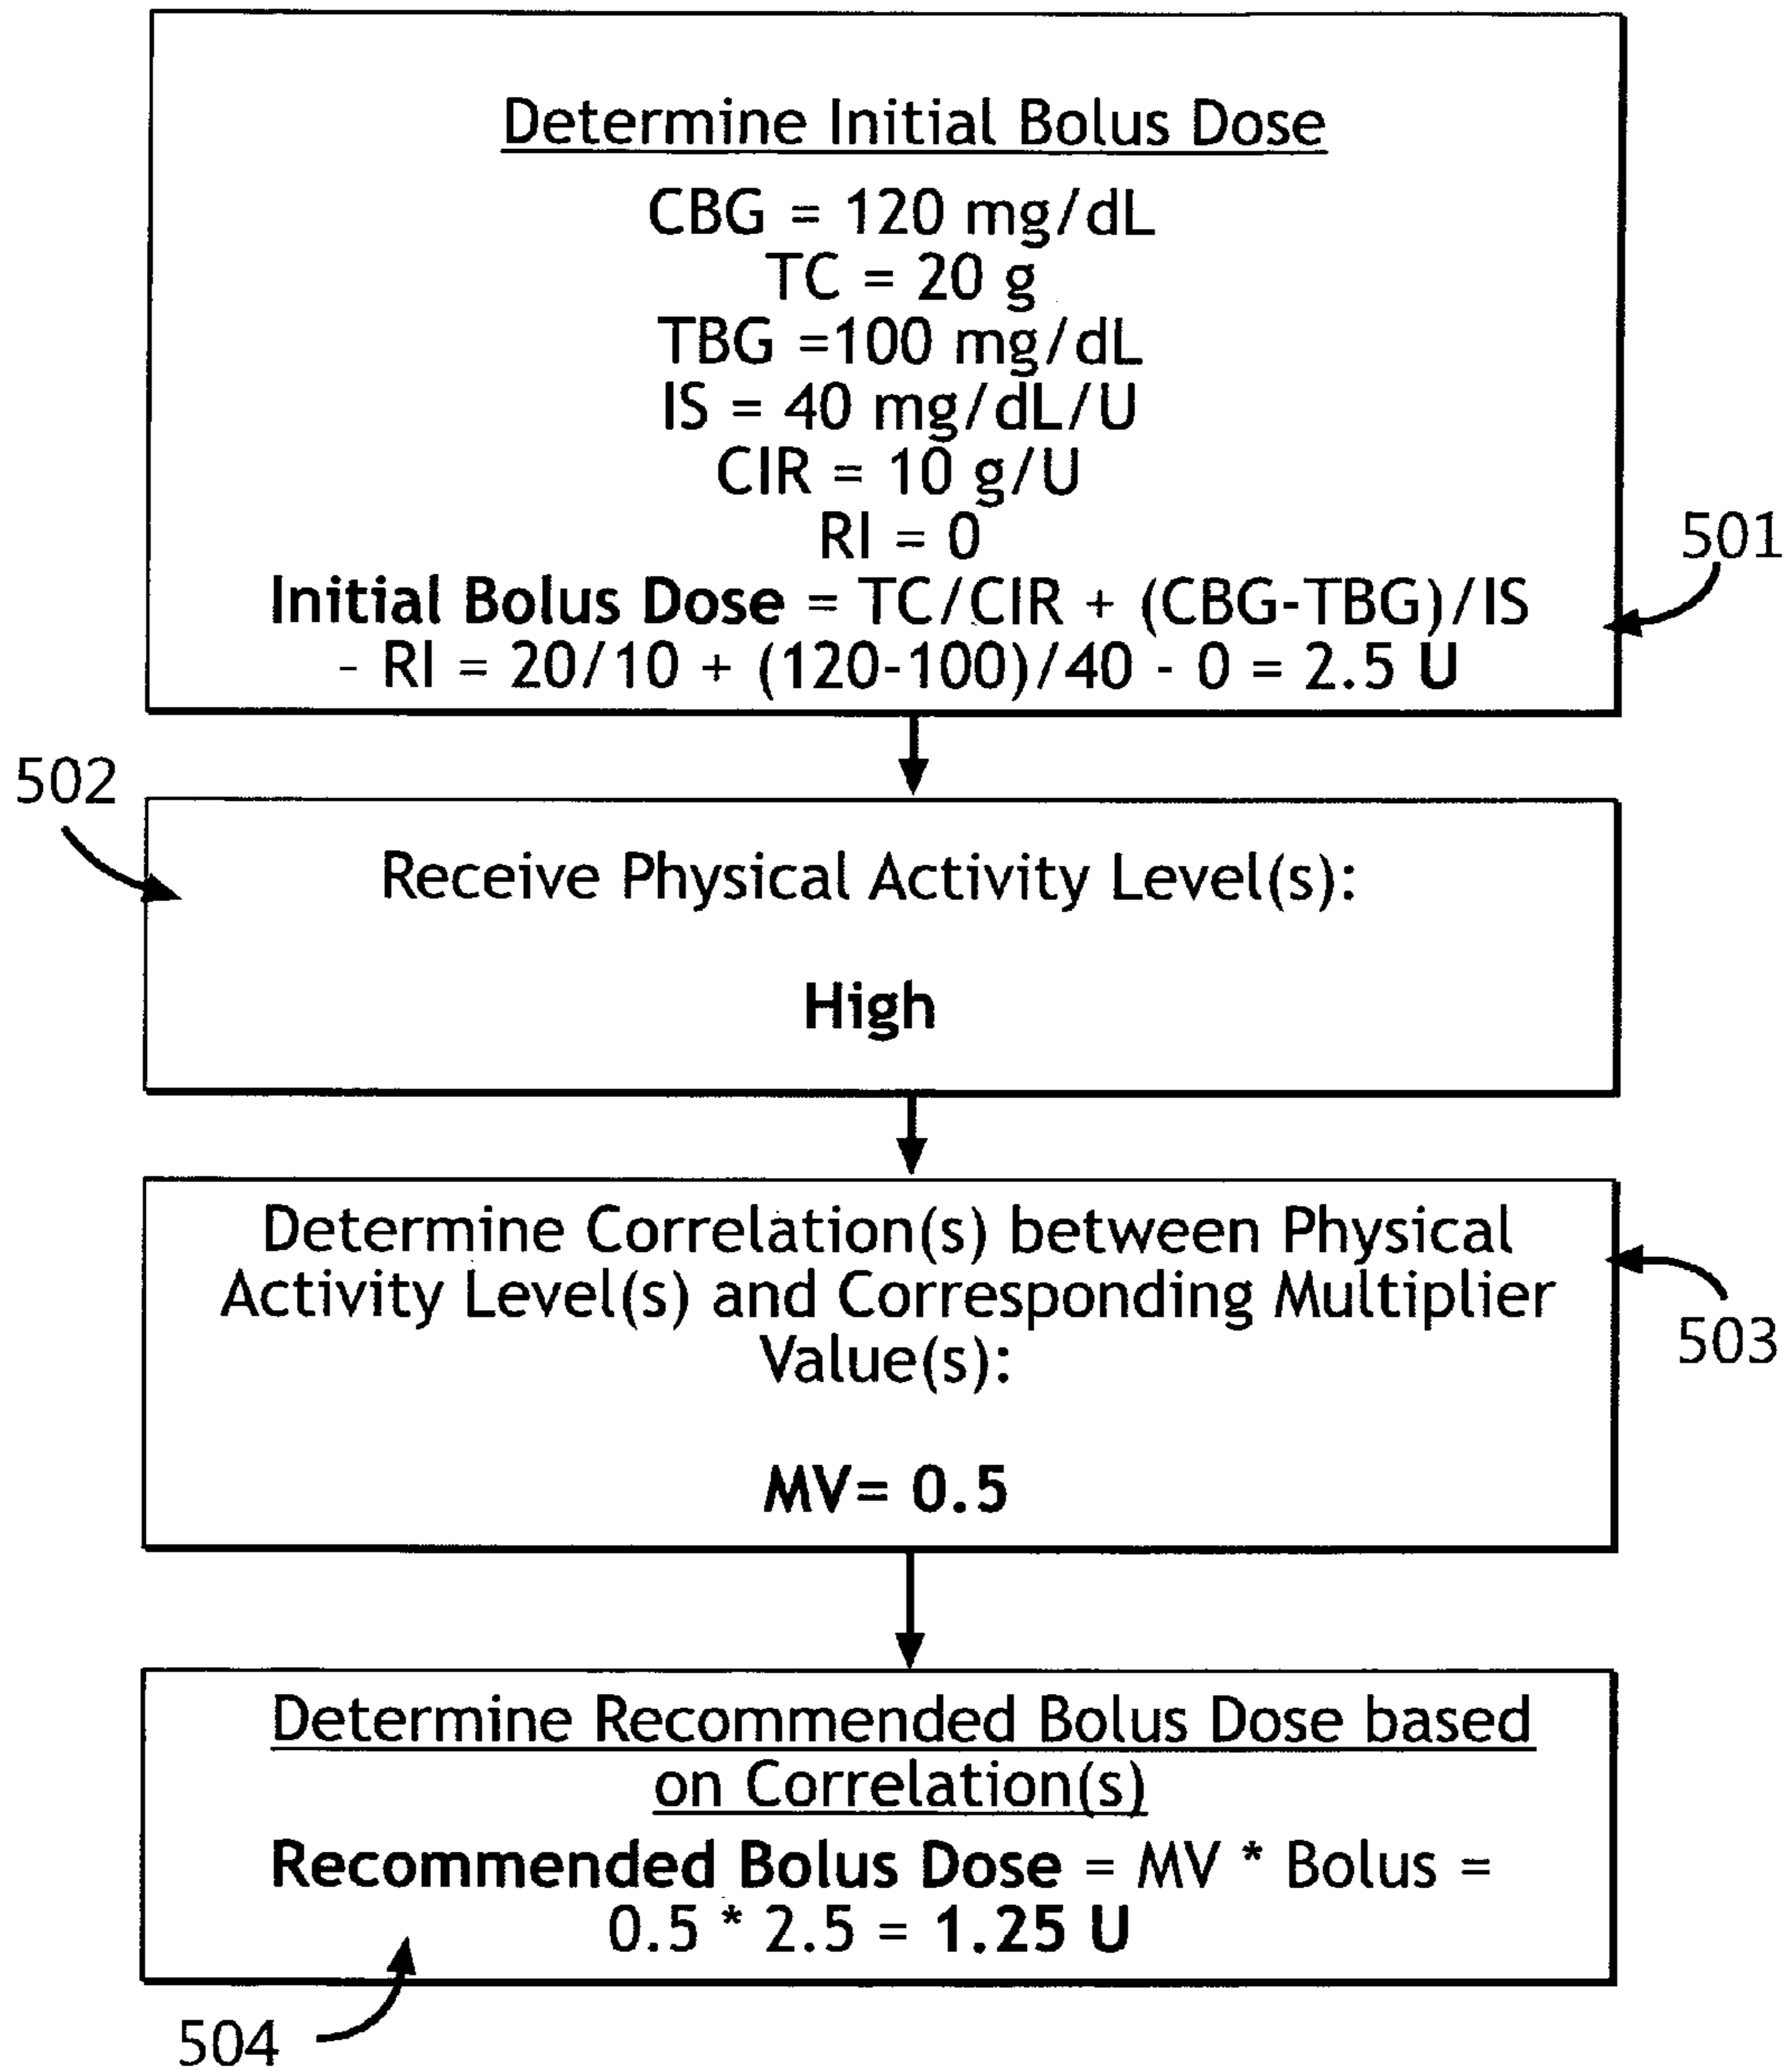 Determine Initial Bolus Dose
CBG = 120 mg/dL
TC = 20 g
TBG =100 mg/dL
IS = 40 mg/dL/U
CIR = 10 g/U
RI = 0
Initial Bolus Dose = TC/CIR + (CBG-TBG)/IS
- RI = 20/10 + (120-100)/40 - 0 = 2.5 U
501
502
Receive Physical Activity Level(s):
High
Determine Correlation(s) between Physical
Activity Level(s) and Corresponding Multiplier
Value(s):
MV= 0.5
503
Determine Recommended Bolus Dose based
on Correlation(s)
Recommended Bolus Dose = MV * Bolus =
0.5 * 2.5 = 1.25 U
504